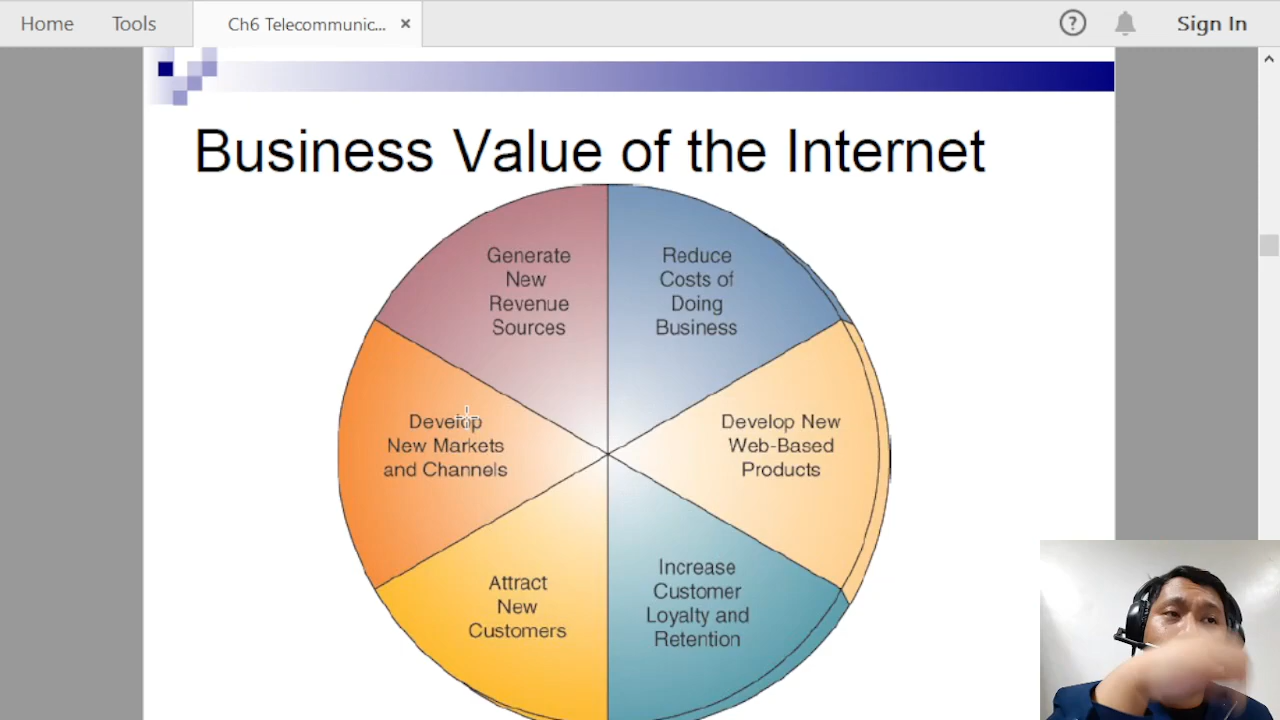 Home Tools Ch6 Telecommunic... × ? Sign In
Business Value of the Internet
Generate
New
Revenue
Sources
Reduce
Costs of
Doing
Business
Develop
New Markets
and Channels
Develop New
Web-Based
Products
Attract
New
Customers
Increase
Customer
Loyalty and
Retention